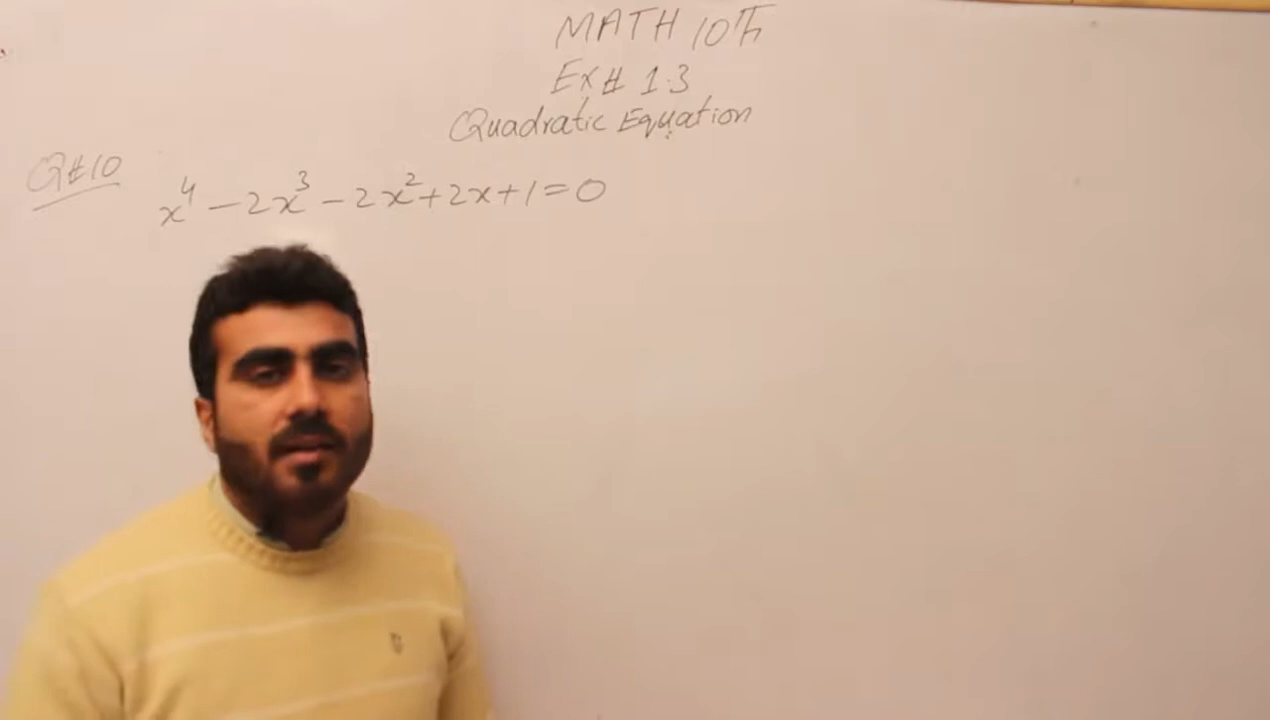 MATH 10Th
Ex# 1.3
Quadratic Equation
Q#10
x⁴ - 2x³ - 2x² + 2x + 1 = 0